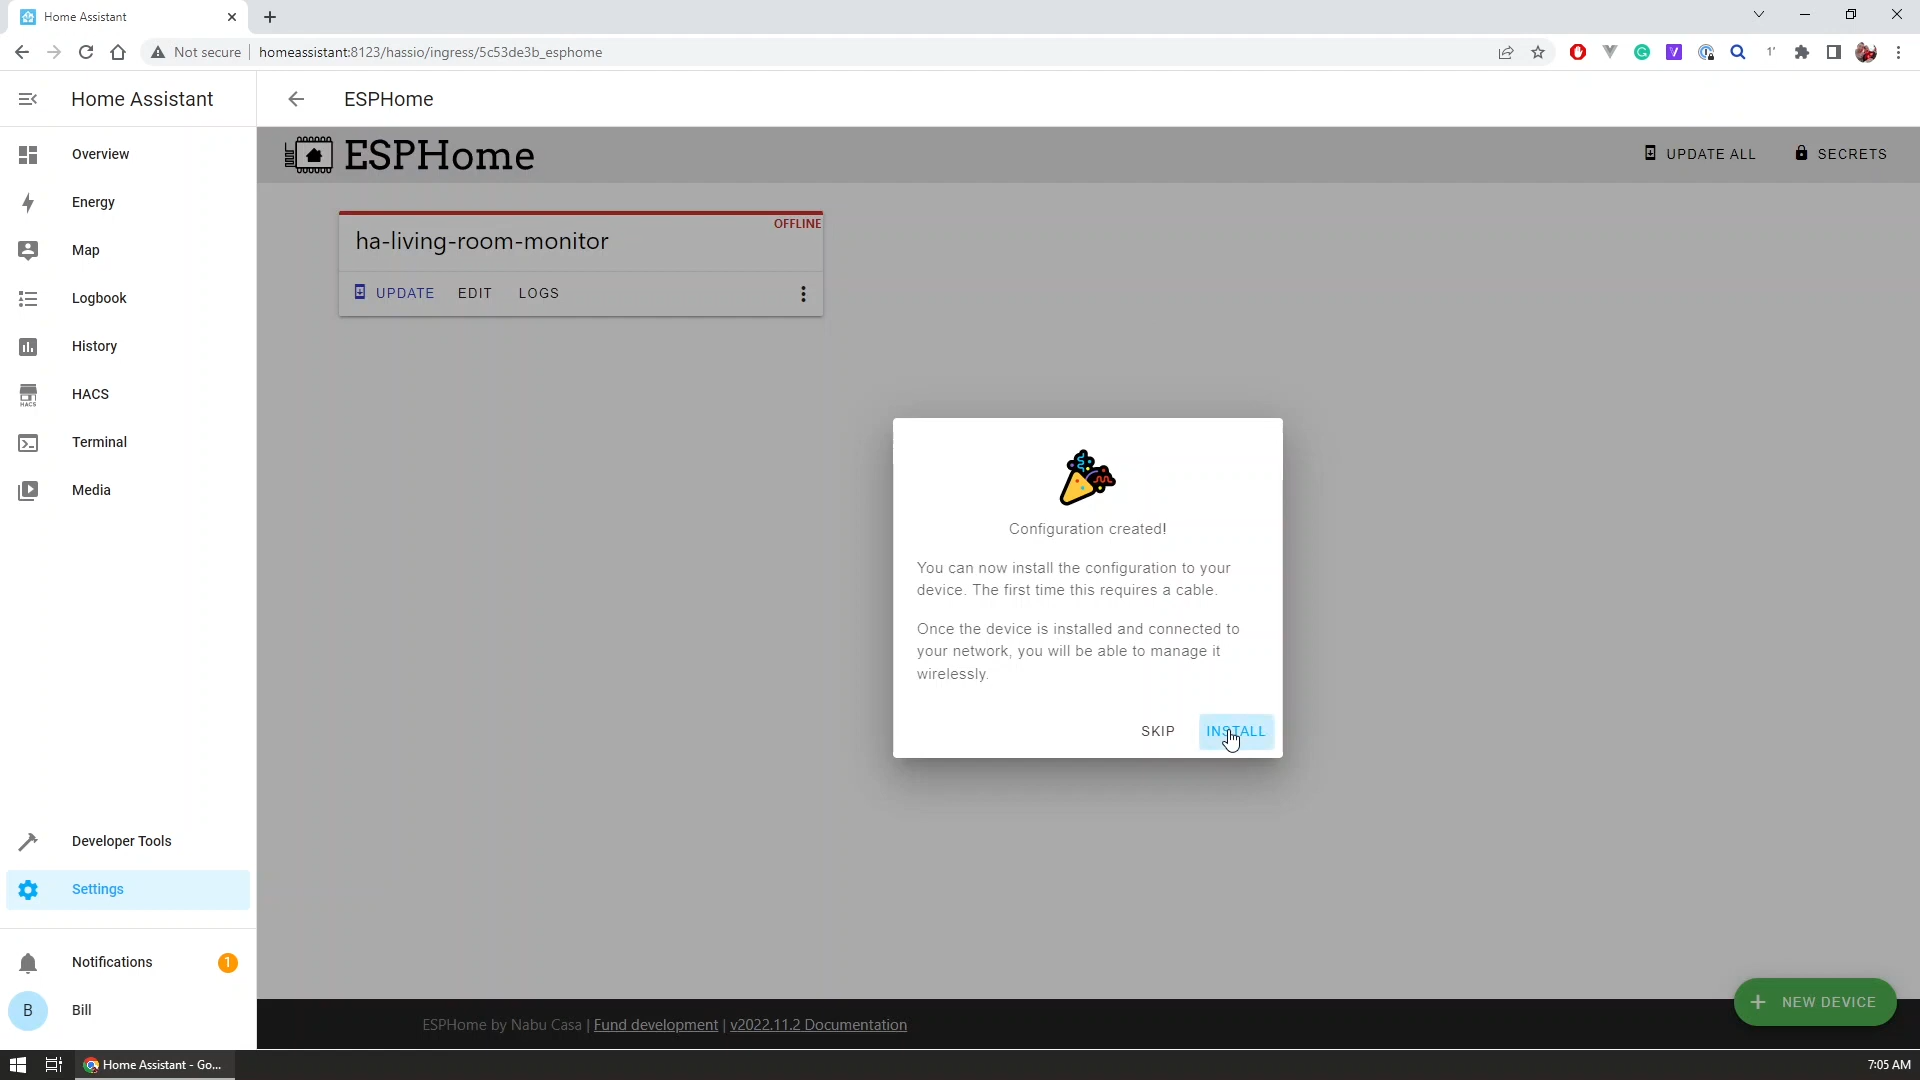 Home Assistant
Not secure
homeassistant:8123/hassio/ingress/5c53de3b_esphome
Home Assistant
ESPHome
ESPHome
UPDATE ALL
SECRETS
Overview
Energy
Map
Logbook
History
HACS
HACS
Terminal
Media
Developer Tools
Settings
Notifications
1
B
Bill
OFFLINE
ha-living-room-monitor
UPDATE
EDIT
LOGS
Configuration created!
You can now install the configuration to your
device. The first time this requires a cable.
Once the device is installed and connected to
your network, you will be able to manage it
wirelessly.
SKIP
INSTALL
NEW DEVICE
ESPHome by Nabu Casa | Fund development | v2022.11.2 Documentation
Home Assistant - Go...
7:05 AM